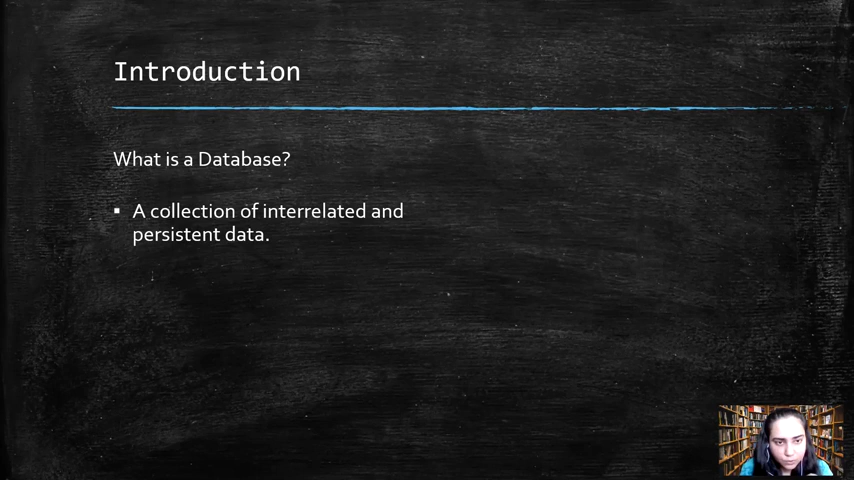 Introduction
What is a Database?
▪ A collection of interrelated and
persistent data.